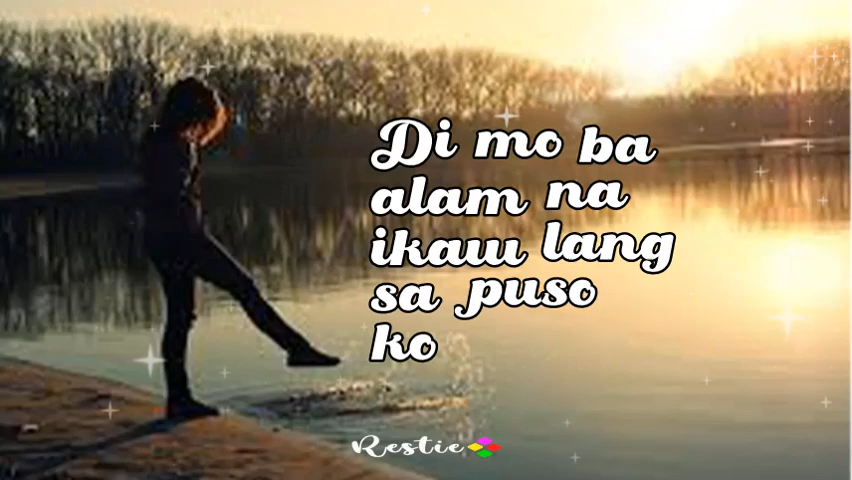 Di mo ba
alam na
ikaw lang
sa puso
ko
Restie